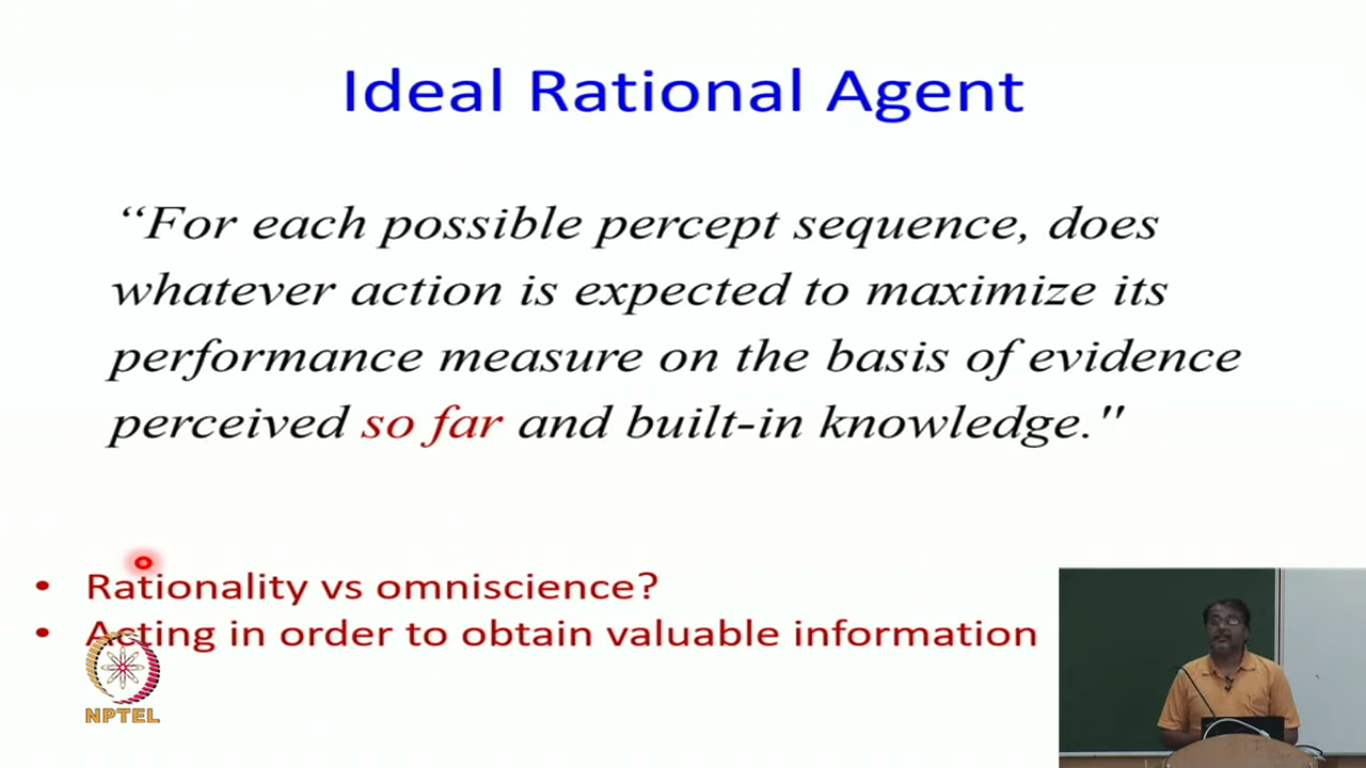 Ideal Rational Agent
“For each possible percept sequence, does
whatever action is expected to maximize its
performance measure on the basis of evidence
perceived so far and built-in knowledge."
• Rationality vs omniscience?
• Acting in order to obtain valuable information
NPTEL